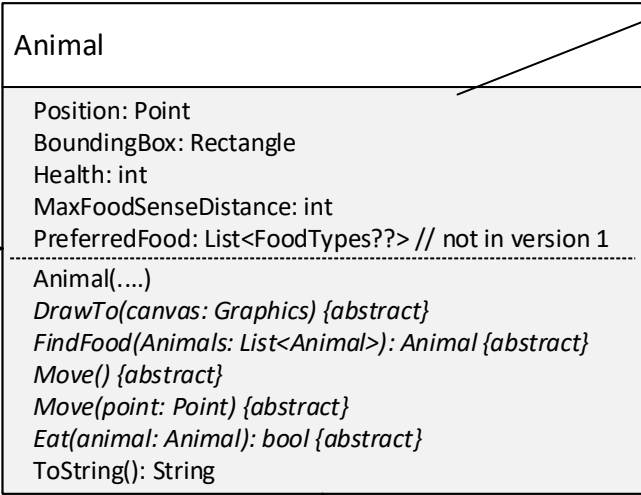 Animal
Position: Point
BoundingBox: Rectangle
Health: int
MaxFoodSenseDistance: int
PreferredFood: List<FoodTypes??> // not in version 1
Animal(....)
DrawTo(canvas: Graphics) {abstract}
FindFood(Animals: List<Animal>): Animal {abstract}
Move() {abstract}
Move(point: Point) {abstract}
Eat(animal: Animal): bool {abstract}
ToString(): String